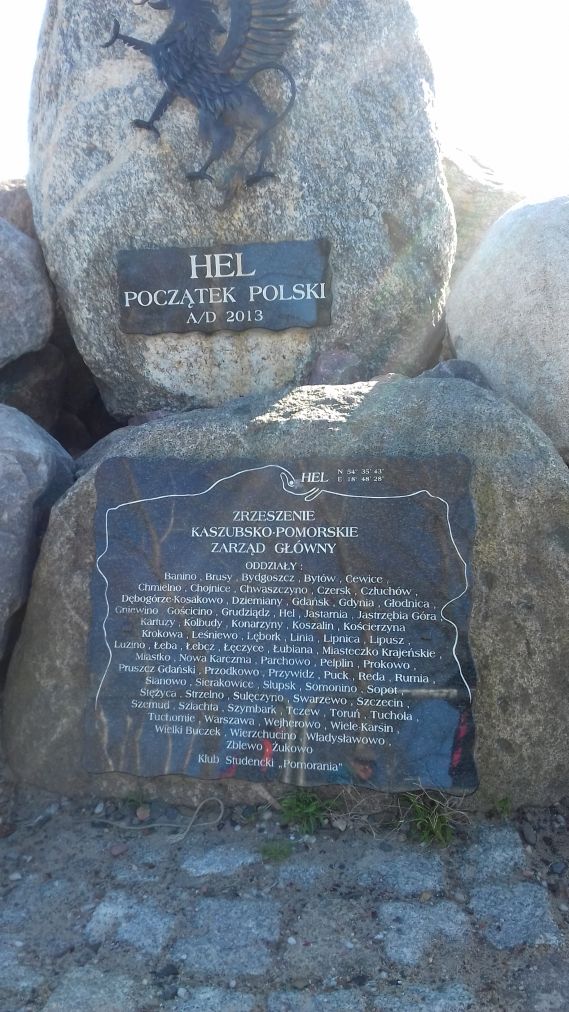 HEL
POCZĄTEK POLSKI
A/D 2013
HEL N 54° 35' 43"
E 18° 48' 28"
ZRZESZENIE
KASZUBSKO-POMORSKIE
ZARZĄD GŁÓWNY
ODDZIAŁY :
Banino , Brusy , Bydgoszcz , Bytów , Cewice ,
Chmielno , Chojnice , Chwaszczyno , Czersk , Człuchów ,
Dębogórze-Kosakowo , Dziemiany , Gdańsk , Gdynia , Głodnica ,
Gniewino , Gościcino , Grudziądz , Hel , Jastarnia , Jastrzębia Góra ,
Kartuzy , Kolbudy , Konarzyny , Koszalin , Kościerzyna
Krokowa , Leśniewo , Lębork , Linia , Lipnica , Lipusz ,
Luzino , Łeba , Łebcz , Łęczyce , Łubiana , Miasteczko Krajeńskie ,
Miastko , Nowa Karczma , Parchowo , Pelplin , Prokowo ,
Pruszcz Gdański , Przodkowo , Przywidz , Puck , Reda , Rumia ,
Sianowo , Sierakowice , Słupsk , Somonino , Sopot ,
Stężyca , Strzelno , Sulęczyno , Swarzewo , Szczecin ,
Szemud , Szlachta , Szymbark , Tczew , Toruń , Tuchola ,
Tuchomie , Warszawa , Wejherowo , Wiele-Karsin ,
Wielki Buczek , Wierzchucino , Władysławowo ,
Zblewo , Żukowo
Klub Studencki „Pomorania"